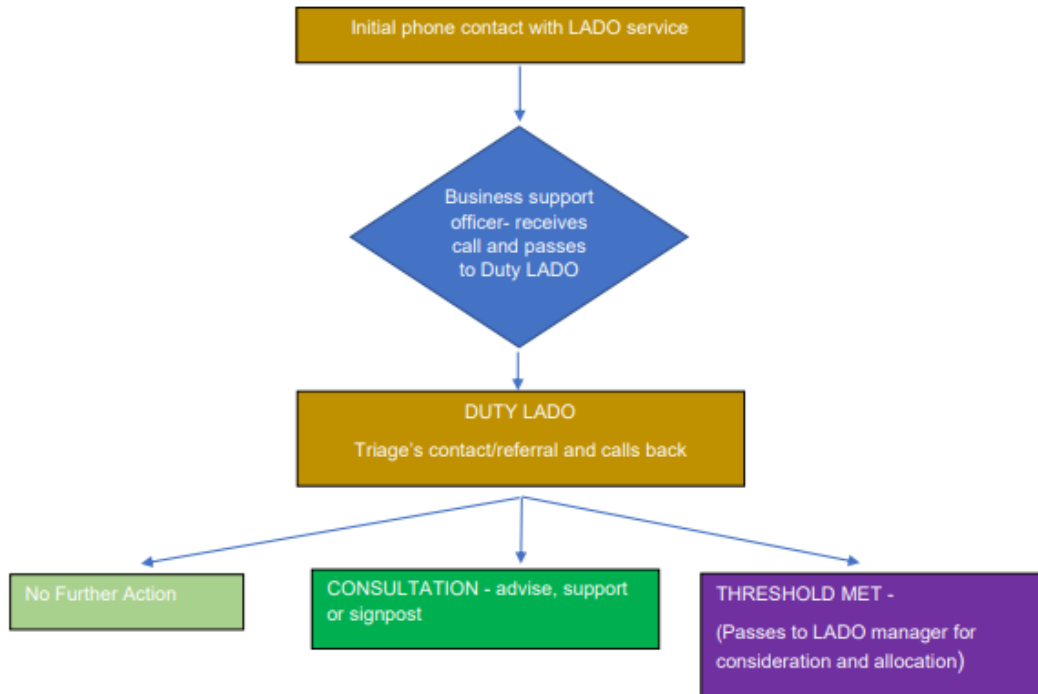 Initial phone contact with LADO service
Business support
officer- receives
call and passes
to Duty LADO
DUTY LADO
Triage's contact/referral and calls back
No Further Action
CONSULTATION - advise, support
or signpost
THRESHOLD MET -
(Passes to LADO manager for
consideration and allocation)